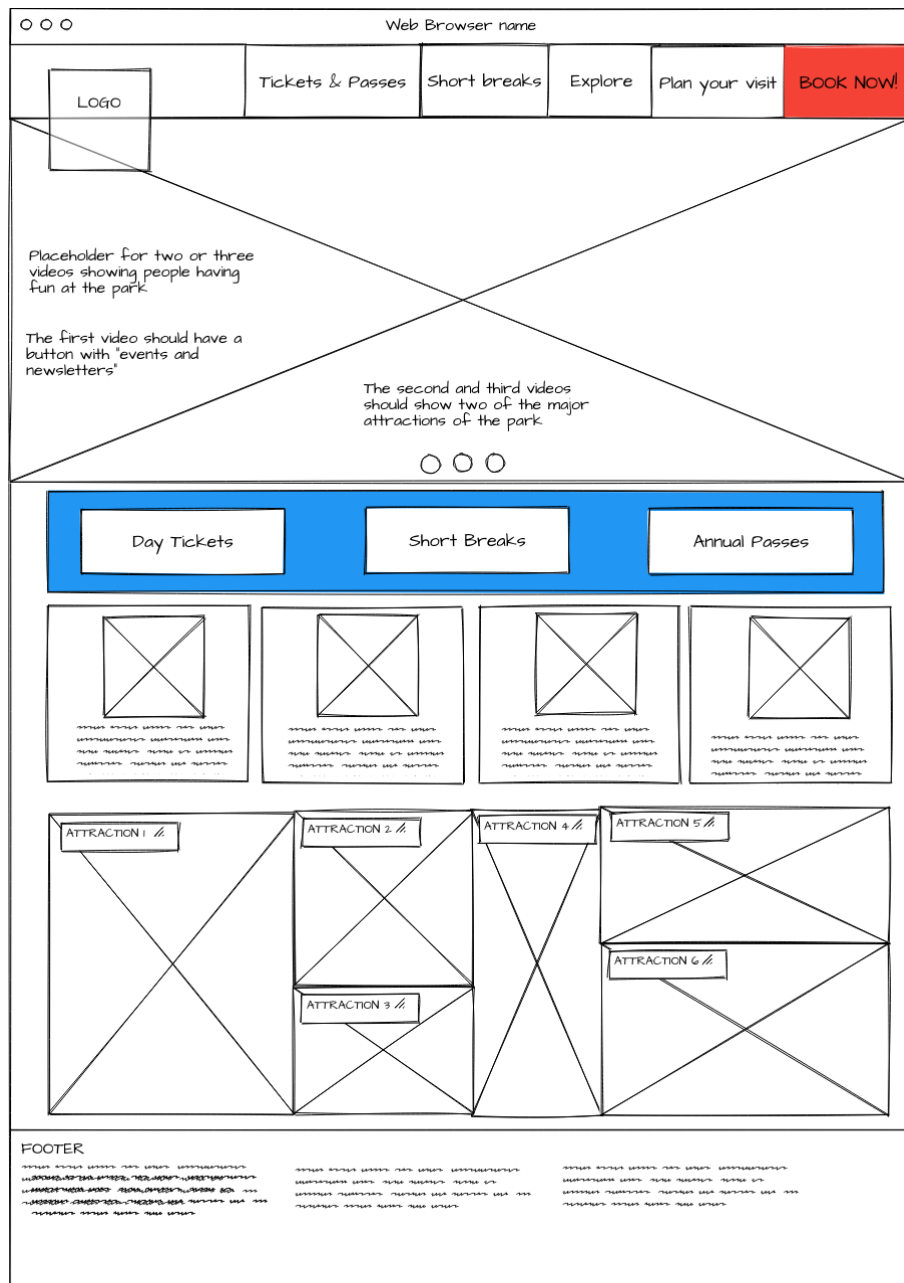 Web Browser name
LOGO
Tickets & Passes
Short breaks
Explore
Plan your visit
BOOK NOW!
Placeholder for two or three
videos showing people having
fun at the park
The first video should have a
button with "events and
newsletters"
The second and third videos
should show two of the major
attractions of the park
Day Tickets
Short Breaks
Annual Passes
ATTRACTION 1
ATTRACTION 2
ATTRACTION 3
ATTRACTION 4
ATTRACTION 5
ATTRACTION 6
FOOTER